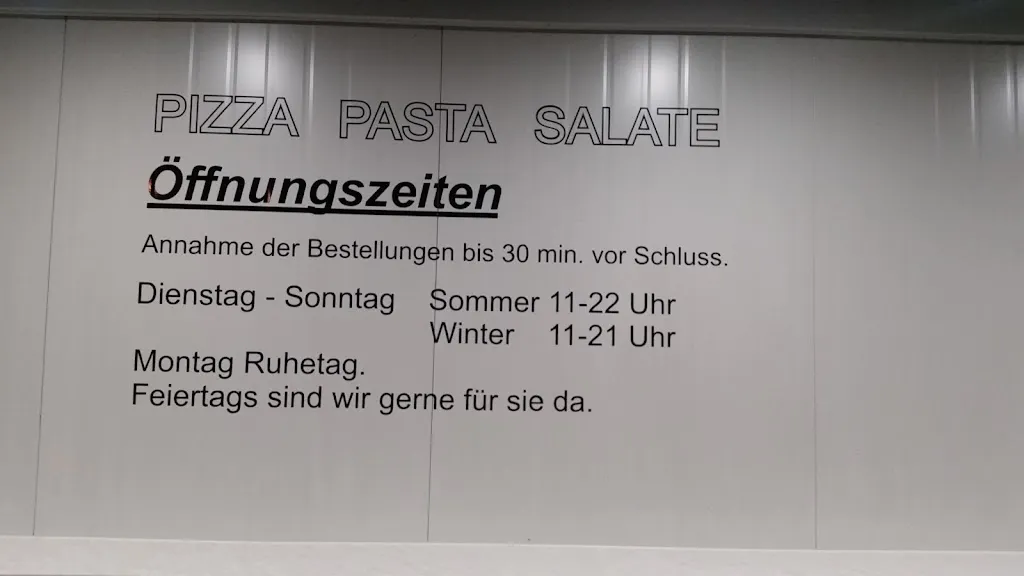 PIZZA PASTA SALATE
Öffnungszeiten
Annahme der Bestellungen bis 30 min. vor Schluss.
Dienstag - Sonntag Sommer 11-22 Uhr
Winter 11-21 Uhr
Montag Ruhetag.
Feiertags sind wir gerne für sie da.